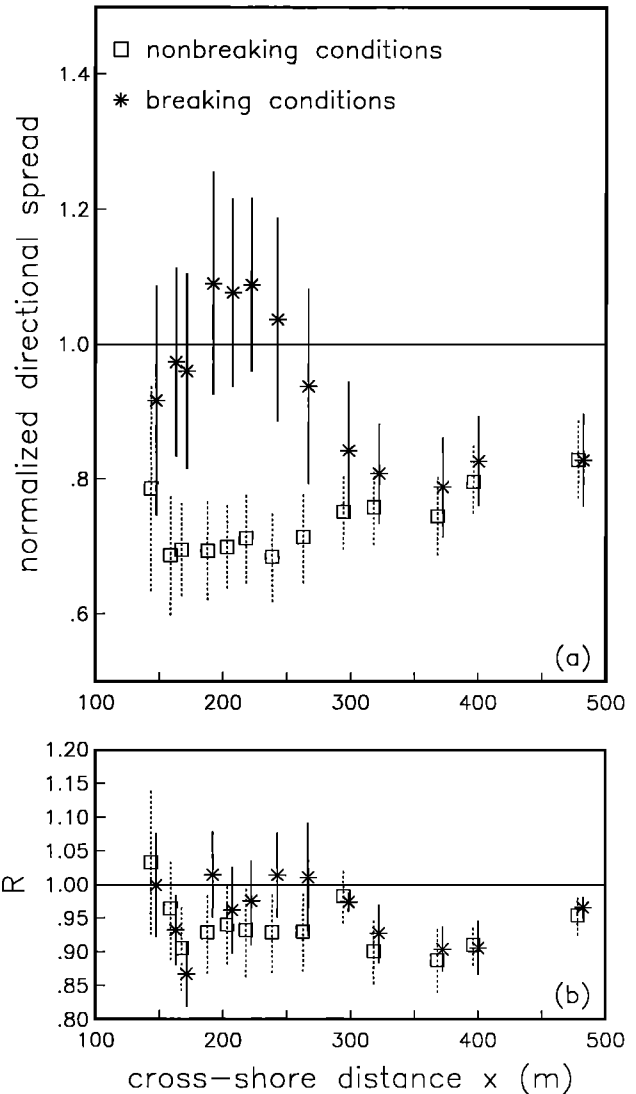 normalized directional spread
1.4
1.2
1.0
.8
.6
nonbreaking conditions
breaking conditions
(a)
100 200 300 400 500
R
1.20
1.15
1.10
1.05
1.00
.95
.90
.85
.80
(b)
100 200 300 400 500
cross-shore distance x (m)